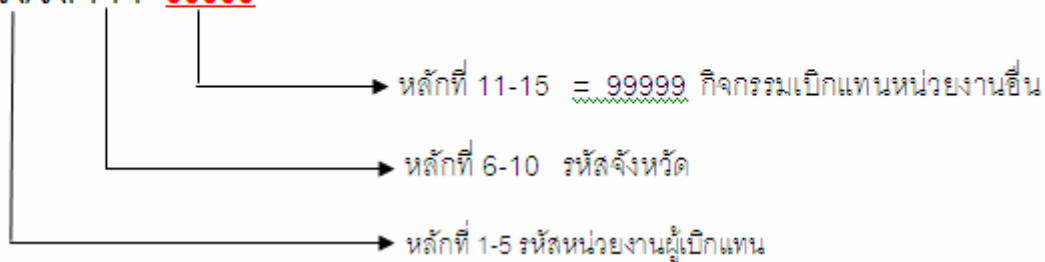 หลักที่ 11-15 = 99999 กิจกรรมเบิกแทนหน่วยงานอื่น
หลักที่ 6-10 รหัสจังหวัด
หลักที่ 1-5 รหัสหน่วยงานผู้เบิกแทน